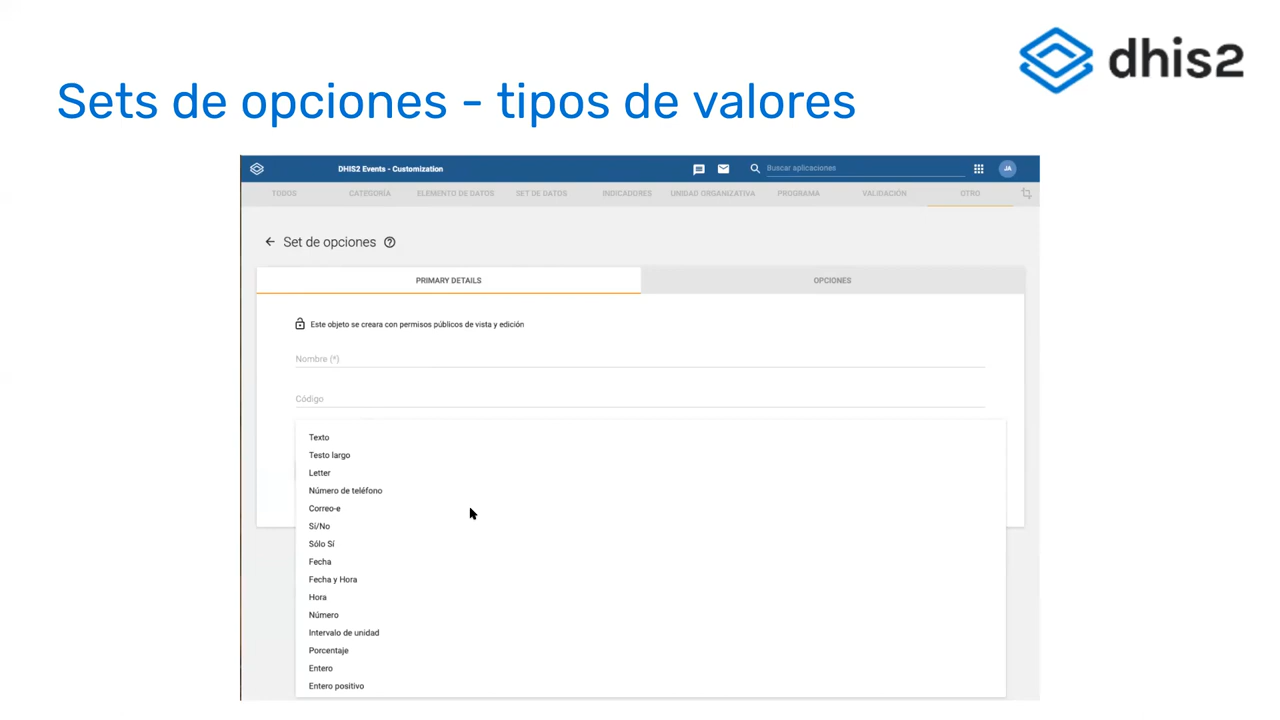 dhis2
Sets de opciones - tipos de valores
DHIS2 Events - Customization
Buscar aplicaciones
JA
TODOS
CATEGORÍA
ELEMENTO DE DATOS
SET DE DATOS
INDICADORES
UNIDAD ORGANIZATIVA
PROGRAMA
VALIDACIÓN
OTRO
Set de opciones
PRIMARY DETAILS
OPCIONES
Este objeto se creara con permisos públicos de vista y edición
Nombre (*)
Código
Texto
Testo largo
Letter
Número de teléfono
Correo-e
Sí/No
Sólo Sí
Fecha
Fecha y Hora
Hora
Número
Intervalo de unidad
Porcentaje
Entero
Entero positivo